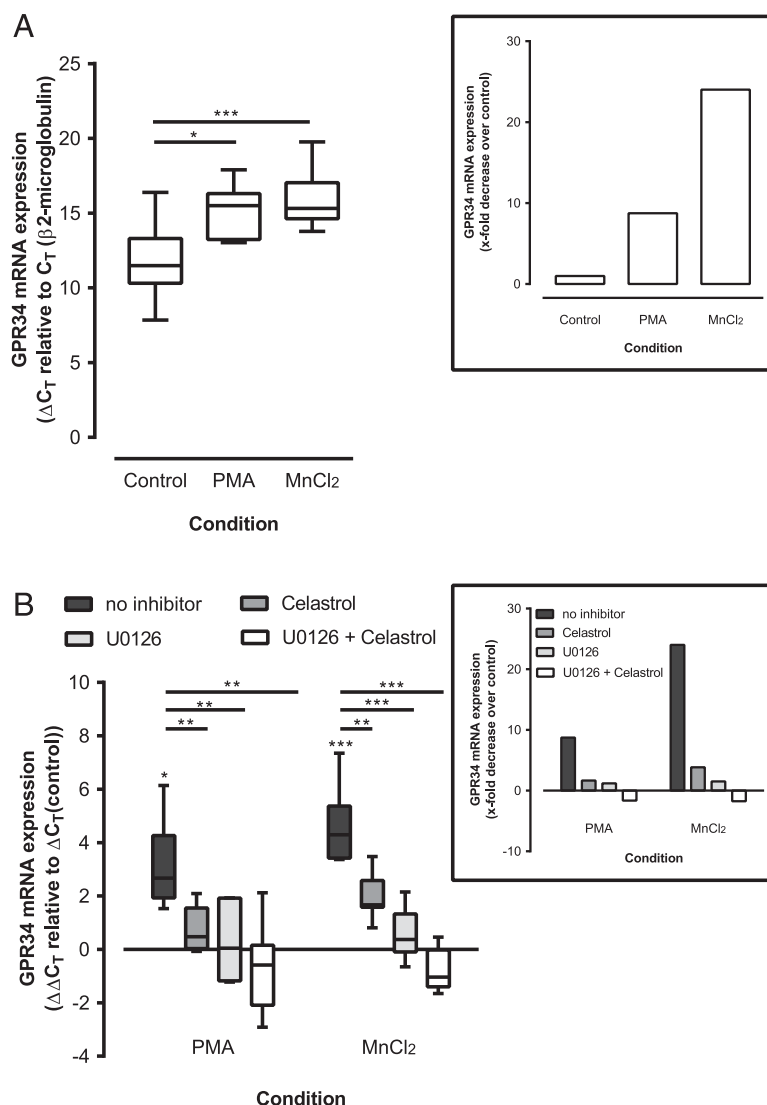 A
GPR34 mRNA expression
(ΔCT relative to CT (β2-microglobulin)
25
20
15
10
5
0
***
*
Control PMA MnCl2
Condition
GPR34 mRNA expression
(x-fold decrease over control)
30
20
10
0
Control PMA MnCl2
Condition
B
no inhibitor Celastrol
U0126 U0126 + Celastrol
GPR34 mRNA expression
(ΔΔCT relative to ΔCT(control))
10
8
6
4
2
0
-2
-4
**
**
**
*
***
***
**
***
PMA MnCl2
Condition
GPR34 mRNA expression
(x-fold decrease over control)
30
20
10
0
-10
no inhibitor
Celastrol
U0126
U0126 + Celastrol
PMA MnCl2
Condition